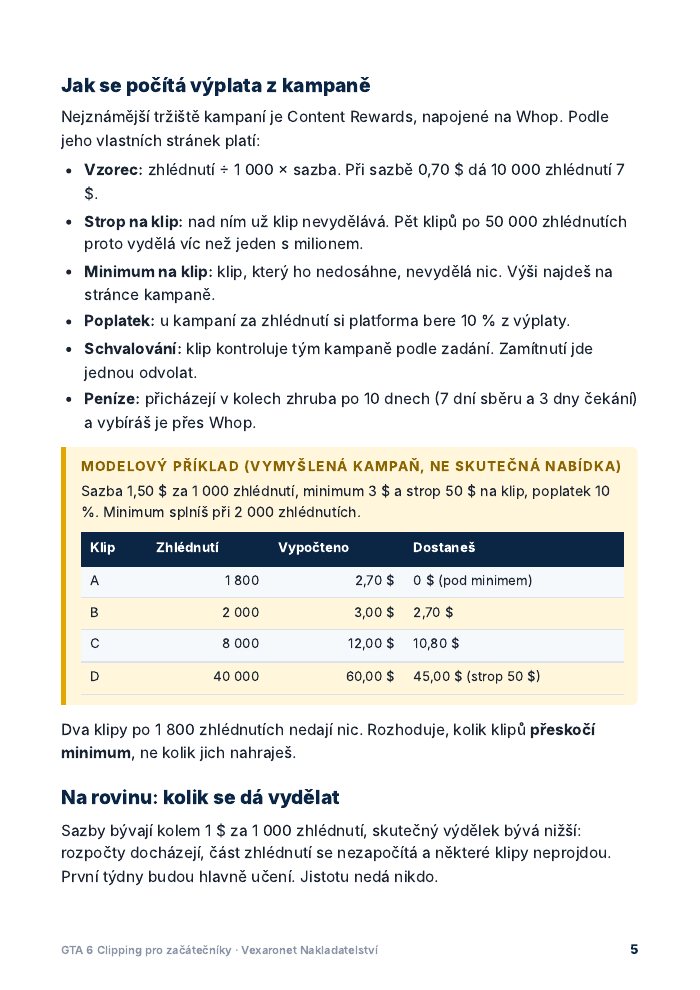 Jak se počítá výplata z kampaně
Nejznámější tržiště kampaní je Content Rewards, napojené na Whop. Podle
jeho vlastních stránek platí:
• Vzorec: zhlédnutí ÷ 1 000 × sazba. Při sazbě 0,70 $ dá 10 000 zhlédnutí 7
$.
• Strop na klip: nad ním už klip nevydělává. Pět klipů po 50 000 zhlédnutích
proto vydělá víc než jeden s milionem.
• Minimum na klip: klip, který ho nedosáhne, nevydělá nic. Výši najdeš na
stránce kampaně.
• Poplatek: u kampaní za zhlédnutí si platforma bere 10 % z výplaty.
• Schvalování: klip kontroluje tým kampaně podle zadání. Zamítnutí jde
jednou odvolat.
• Peníze: přicházejí v kolech zhruba po 10 dnech (7 dní sběru a 3 dny čekání)
a vybíráš je přes Whop.
MODELOVÝ PŘÍKLAD (VYMYŠLENÁ KAMPAŇ, NE SKUTEČNÁ NABÍDKA)
Sazba 1,50 $ za 1 000 zhlédnutí, minimum 3 $ a strop 50 $ na klip, poplatek 10
%. Minimum splníš při 2 000 zhlédnutích.
Klip Zhlédnutí Vypočteno Dostaneš
A 1 800 2,70 $ 0 $ (pod minimem)
B 2 000 3,00 $ 2,70 $
C 8 000 12,00 $ 10,80 $
D 40 000 60,00 $ 45,00 $ (strop 50 $)
Dva klipy po 1 800 zhlédnutích nedají nic. Rozhoduje, kolik klipů přeskočí
minimum, ne kolik jich nahraješ.
Na rovinu: kolik se dá vydělat
Sazby bývají kolem 1 $ za 1 000 zhlédnutí, skutečný výdělek bývá nižší:
rozpočty docházejí, část zhlédnutí se nezapočítá a některé klipy neprojdou.
První týdny budou hlavně učení. Jistotu nedá nikdo.
GTA 6 Clipping pro začátečníky · Vexaronet Nakladatelství 5